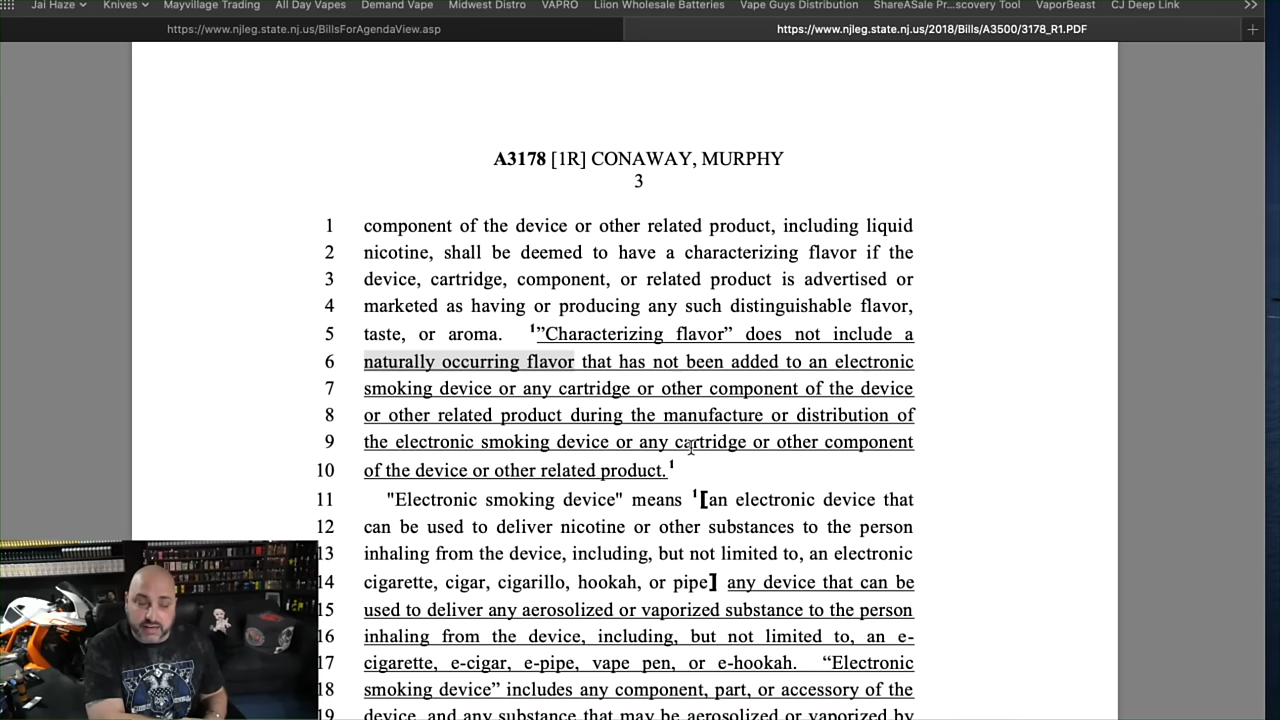 Jai Haze Knives Mayvillage Trading All Day Vapes Demand Vape Midwest Distro VAPRO Liion Wholesale Batteries Vape Guys Distribution ShareASale Pr...scovery Tool VaporBeast CJ Deep Link
https://www.njleg.state.nj.us/BillsForAgendaView.asp https://www.njleg.state.nj.us/2018/Bills/A3500/3178_R1.PDF
A3178 [1R] CONAWAY, MURPHY
3
1 component of the device or other related product, including liquid
2 nicotine, shall be deemed to have a characterizing flavor if the
3 device, cartridge, component, or related product is advertised or
4 marketed as having or producing any such distinguishable flavor,
5 taste, or aroma. 1”Characterizing flavor” does not include a
6 naturally occurring flavor that has not been added to an electronic
7 smoking device or any cartridge or other component of the device
8 or other related product during the manufacture or distribution of
9 the electronic smoking device or any cartridge or other component
10 of the device or other related product.1
11 "Electronic smoking device" means 1[an electronic device that
12 can be used to deliver nicotine or other substances to the person
13 inhaling from the device, including, but not limited to, an electronic
14 cigarette, cigar, cigarillo, hookah, or pipe] any device that can be
15 used to deliver any aerosolized or vaporized substance to the person
16 inhaling from the device, including, but not limited to, an e-
17 cigarette, e-cigar, e-pipe, vape pen, or e-hookah. “Electronic
18 smoking device” includes any component, part, or accessory of the
19 device, and any substance that may be aerosolized or vaporized by